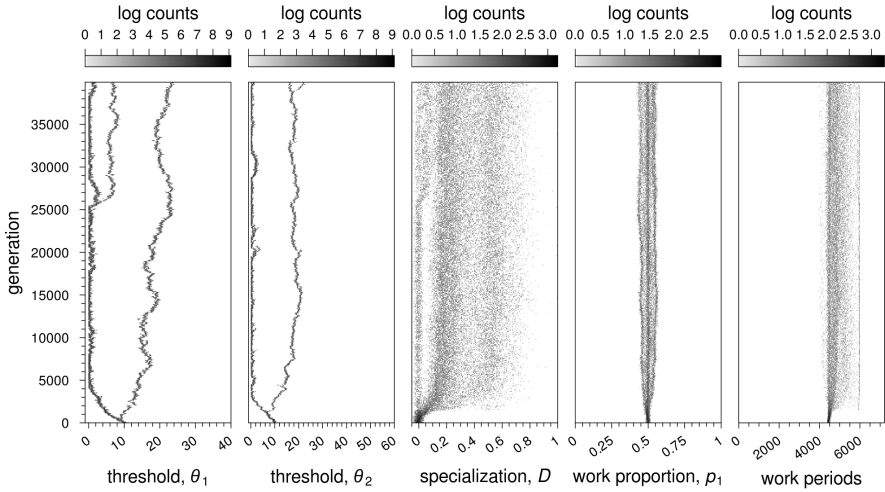 log counts log counts log counts log counts log counts
0 1 2 3 4 5 6 7 8 9 0 1 2 3 4 5 6 7 8 9 0.0 0.5 1.0 1.5 2.0 2.5 3.0 0.0 0.5 1.0 1.5 2.0 2.5 0.0 0.5 1.0 1.5 2.0 2.5 3.0
generation
35000
30000
25000
20000
15000
10000
5000
0
0 10 20 30 40 0 10 20 30 40 50 60 0 0.2 0.4 0.6 0.8 1 0 0.25 0.5 0.75 1 0 2000 4000 6000
threshold, θ₁ threshold, θ₂ specialization, D work proportion, p₁ work periods